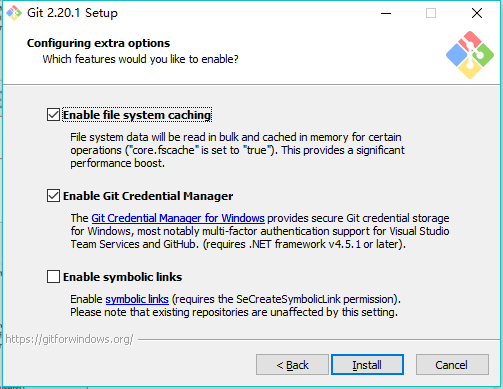 Git 2.20.1 Setup
Configuring extra options
Which features would you like to enable?
Enable file system caching
File system data will be read in bulk and cached in memory for certain
operations ("core.fscache" is set to "true"). This provides a significant
performance boost.
Enable Git Credential Manager
The Git Credential Manager for Windows provides secure Git credential storage
for Windows, most notably multi-factor authentication support for Visual Studio
Team Services and GitHub. (requires .NET framework v4.5.1 or later).
Enable symbolic links
Enable symbolic links (requires the SeCreateSymbolicLink permission).
Please note that existing repositories are unaffected by this setting.
https://gitforwindows.org/
< Back Install Cancel